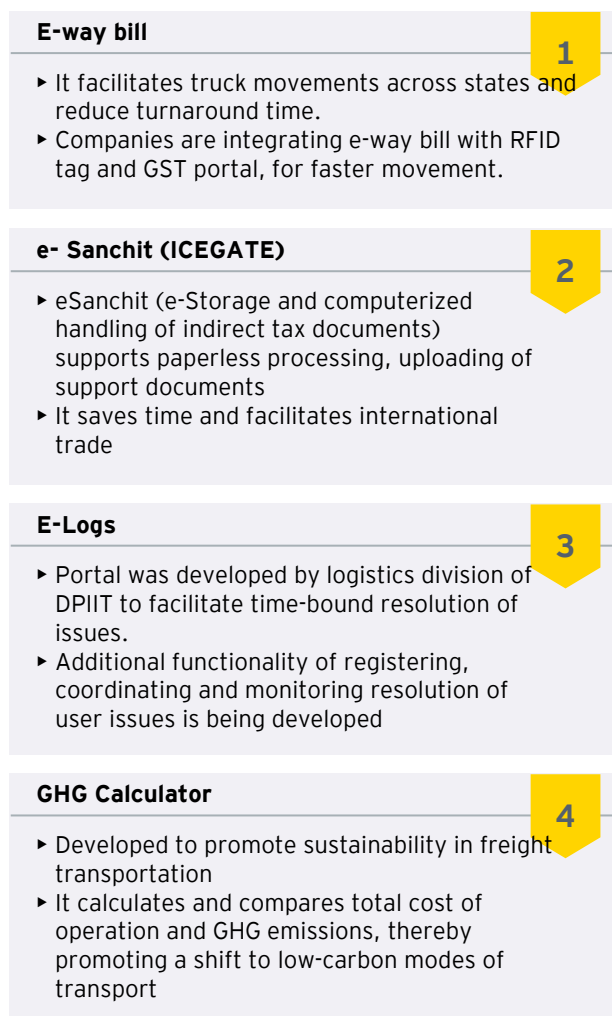 E-way bill
1
▸ It facilitates truck movements across states and
reduce turnaround time.
▸ Companies are integrating e-way bill with RFID
tag and GST portal, for faster movement.
e- Sanchit (ICEGATE)
2
▸ eSanchit (e-Storage and computerized
handling of indirect tax documents)
supports paperless processing, uploading of
support documents
▸ It saves time and facilitates international
trade
E-Logs
3
▸ Portal was developed by logistics division of
DPIIT to facilitate time-bound resolution of
issues.
▸ Additional functionality of registering,
coordinating and monitoring resolution of
user issues is being developed
GHG Calculator
4
▸ Developed to promote sustainability in freight
transportation
▸ It calculates and compares total cost of
operation and GHG emissions, thereby
promoting a shift to low-carbon modes of
transport